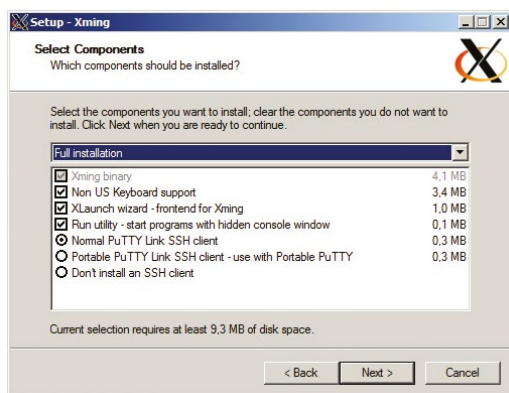 Setup - Xming
Select Components
Which components should be installed?
Select the components you want to install; clear the components you do not want to
install. Click Next when you are ready to continue.
Full installation
Xming binary 4,1 MB
Non US Keyboard support 3,4 MB
XLaunch wizard - frontend for Xming 1,0 MB
Run utility - start programs with hidden console window 0,1 MB
Normal PuTTY Link SSH client 0,3 MB
Portable PuTTY Link SSH client - use with Portable PuTTY 0,3 MB
Don't install an SSH client
Current selection requires at least 9,3 MB of disk space.
< Back Next > Cancel